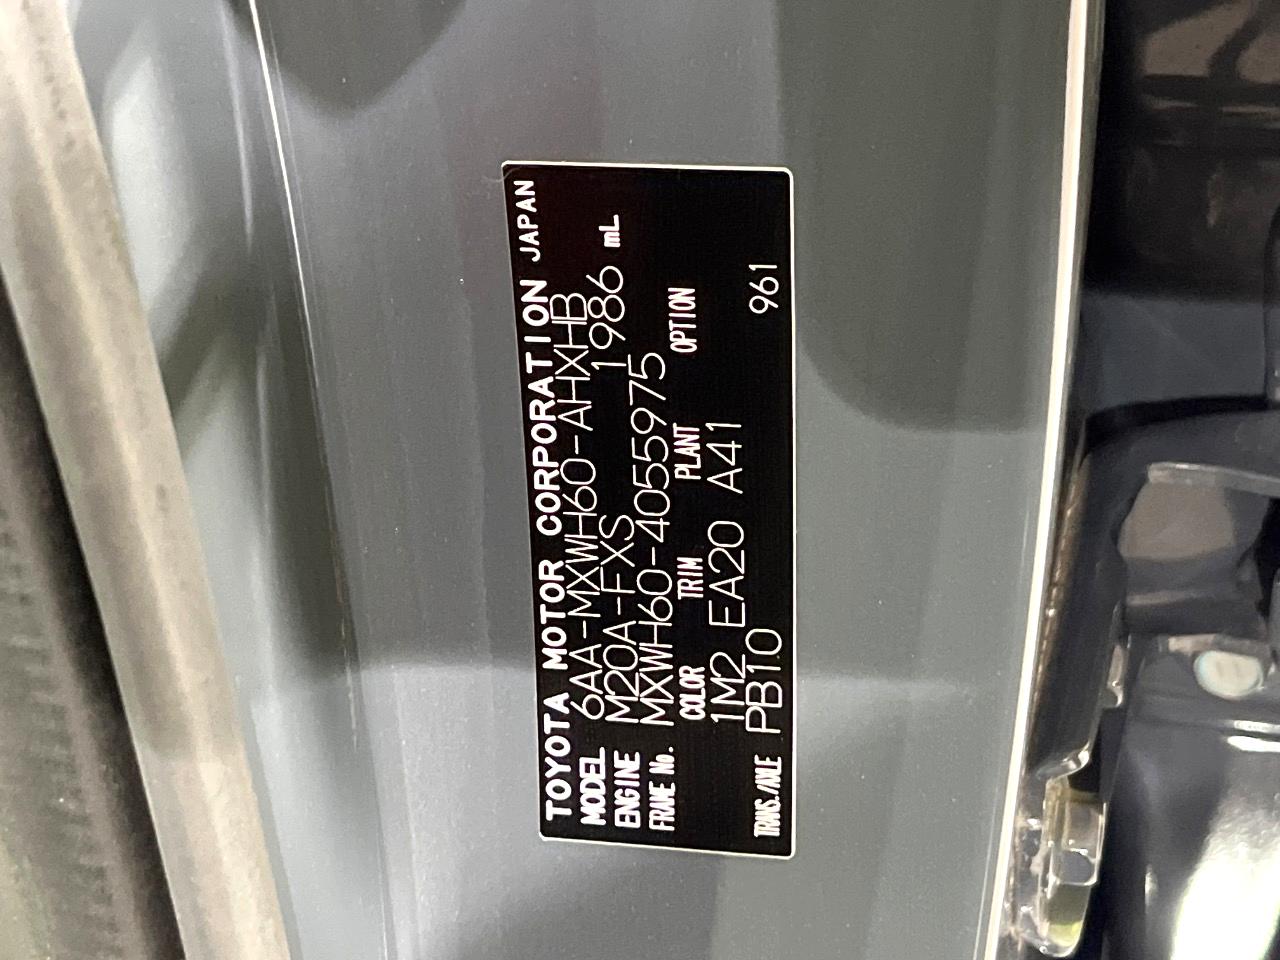 TOYOTA MOTOR CORPORATION JAPAN
MODEL 6AA-MXWH60-AHXHB
ENGINE M20A-FXS 1986 mL
FRAME No. MXWH60-4055975
COLOR TRIM PLANT OPTION
1M2 EA20 A41
TRANS./AXLE PB10 961